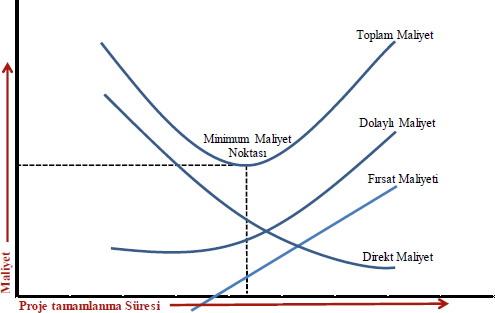 Toplam Maliyet
Dolaylı Maliyet
Minimum Maliyet
Noktası
Fırsat Maliyeti
Direkt Maliyet
Maliyet
Proje tamamlanma Süresi